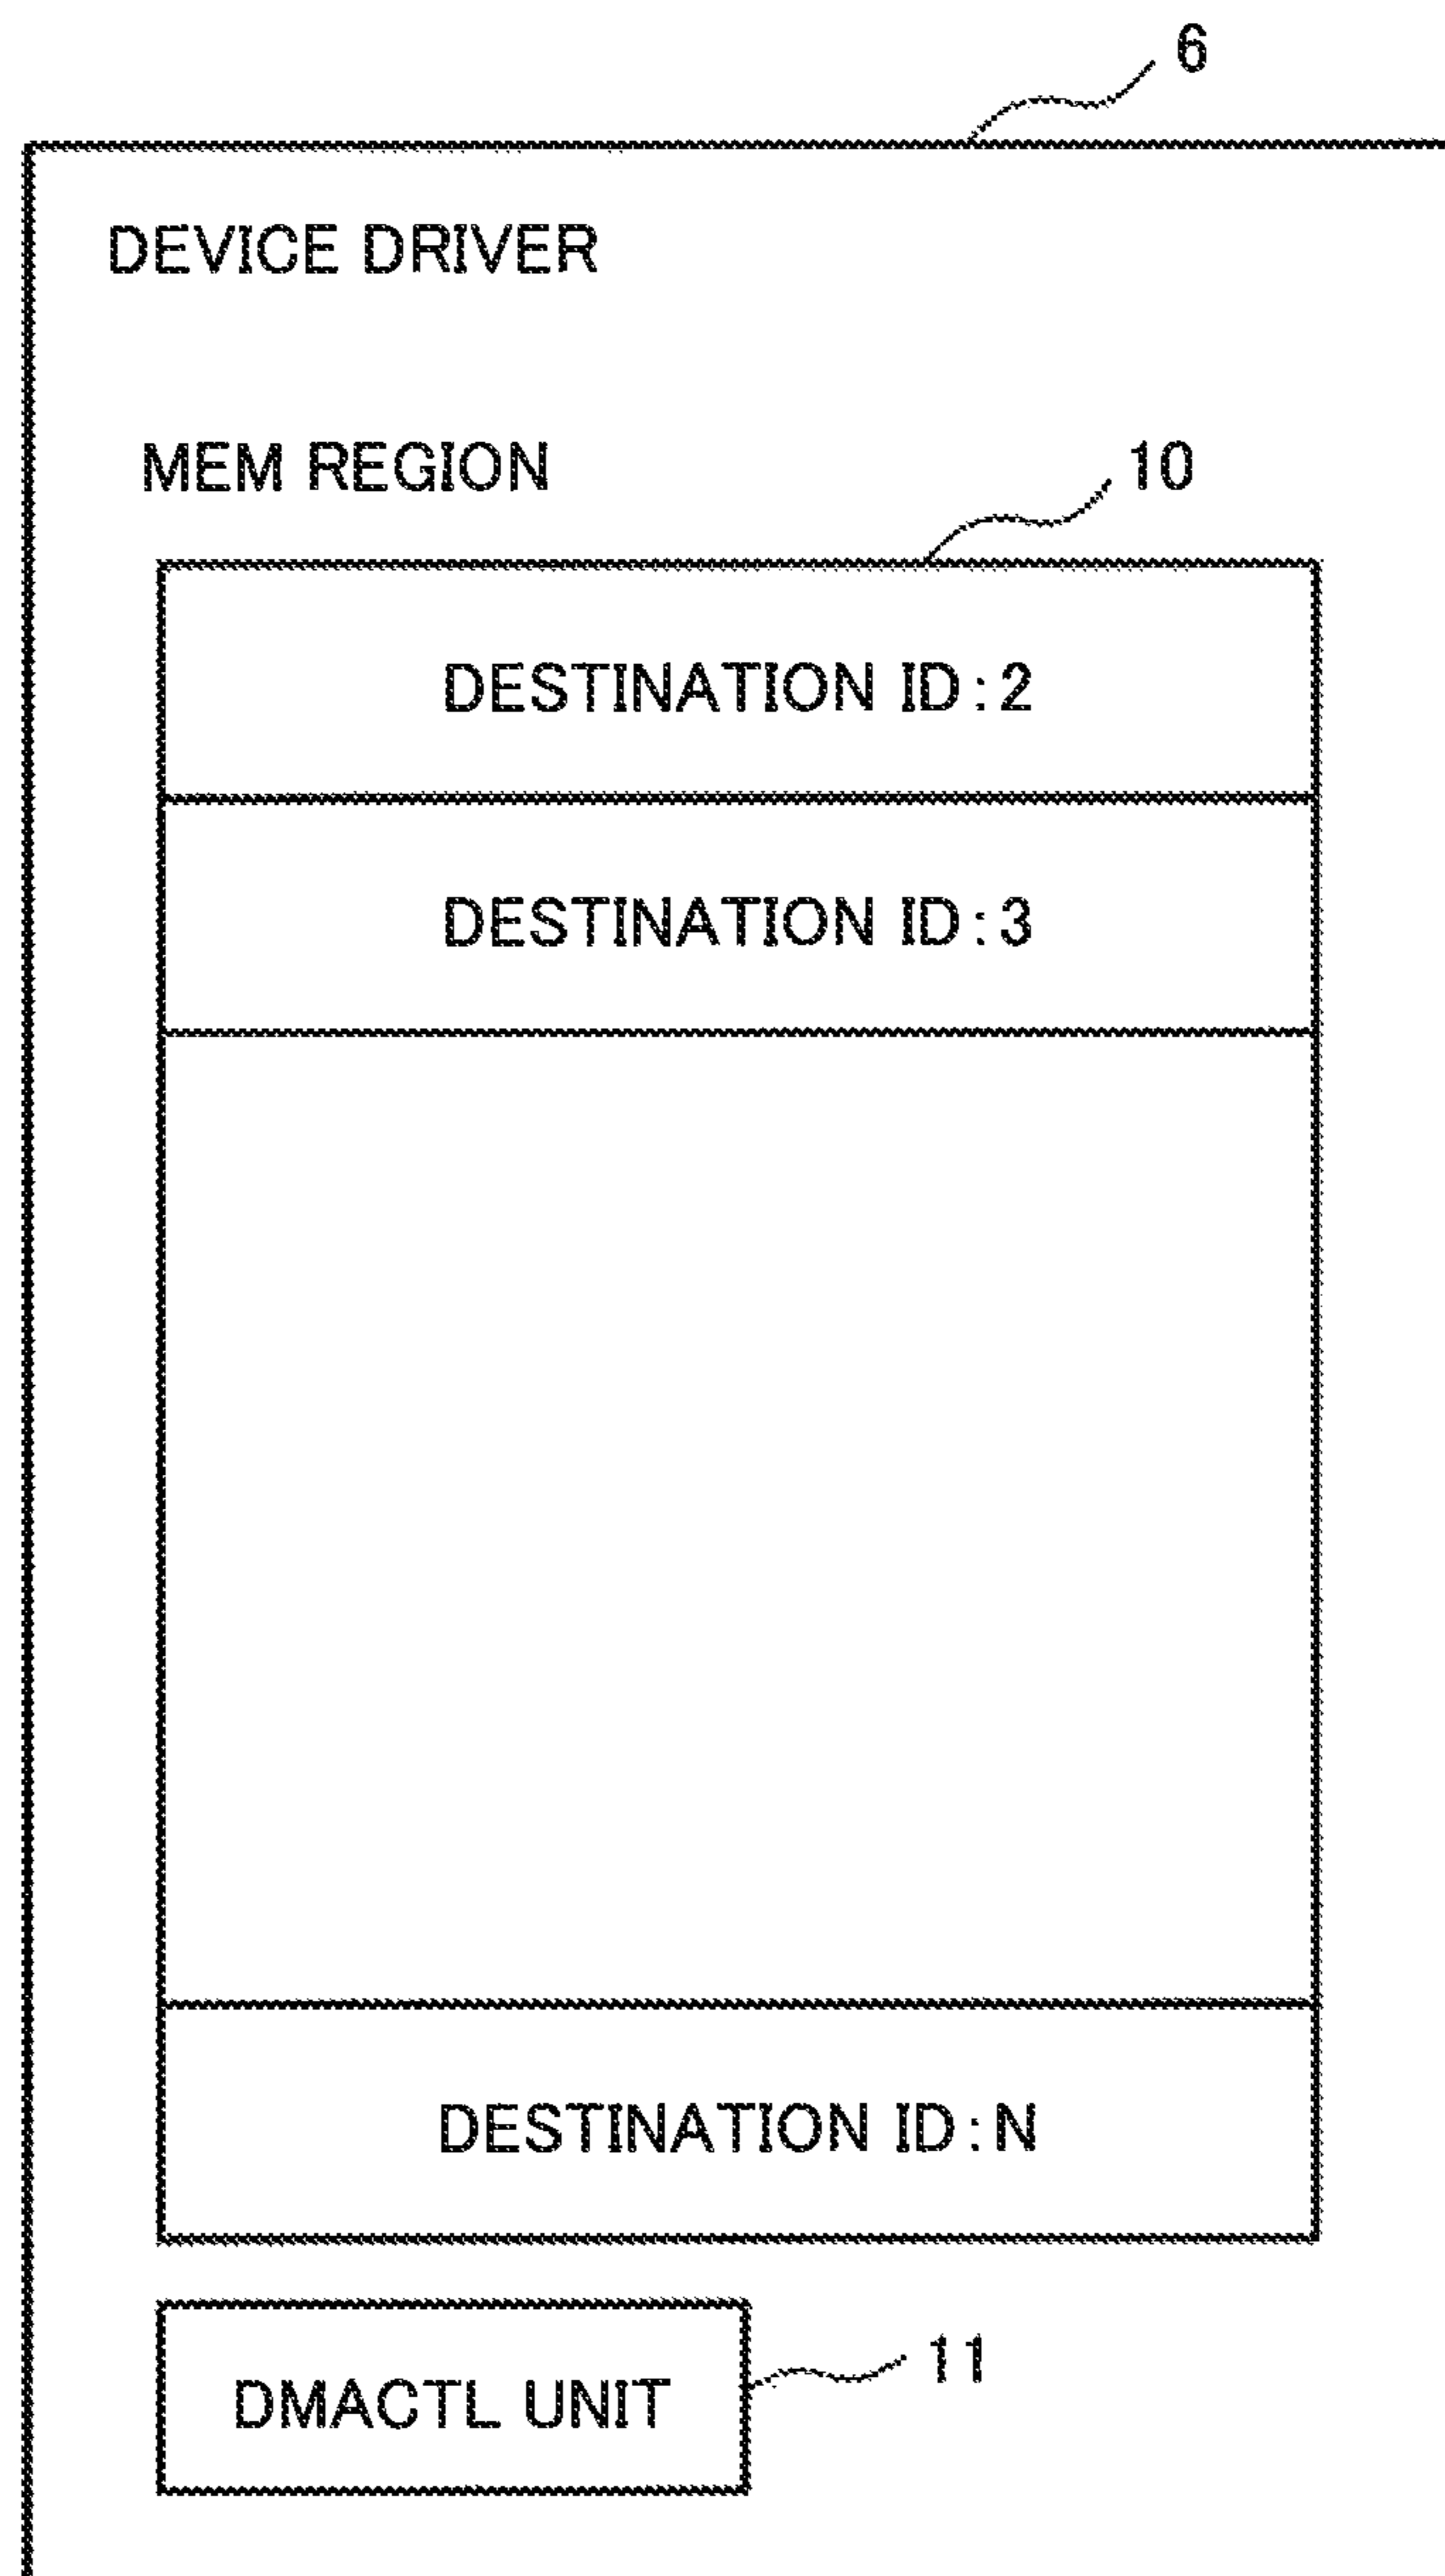 6
DEVICE DRIVER
MEM REGION
10
DESTINATION ID:2
DESTINATION ID:3
DESTINATION ID:N
DMACTL UNIT
11